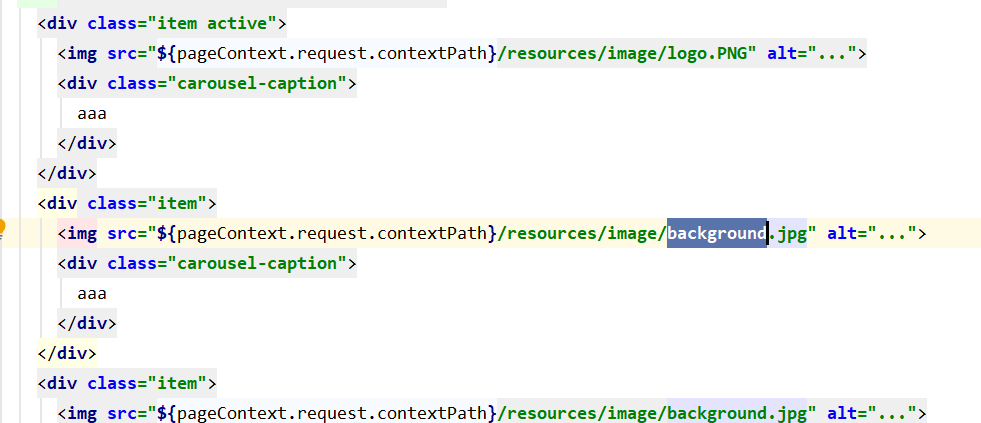 <div class="item active">
<img src="${pageContext.request.contextPath}/resources/image/logo.PNG" alt="...">
<div class="carousel-caption">
aaa
</div>
</div>
<div class="item">
<img src="${pageContext.request.contextPath}/resources/image/background.jpg" alt="...">
<div class="carousel-caption">
aaa
</div>
</div>
<div class="item">
<img src="${pageContext.request.contextPath}/resources/image/background.jpg" alt="...">